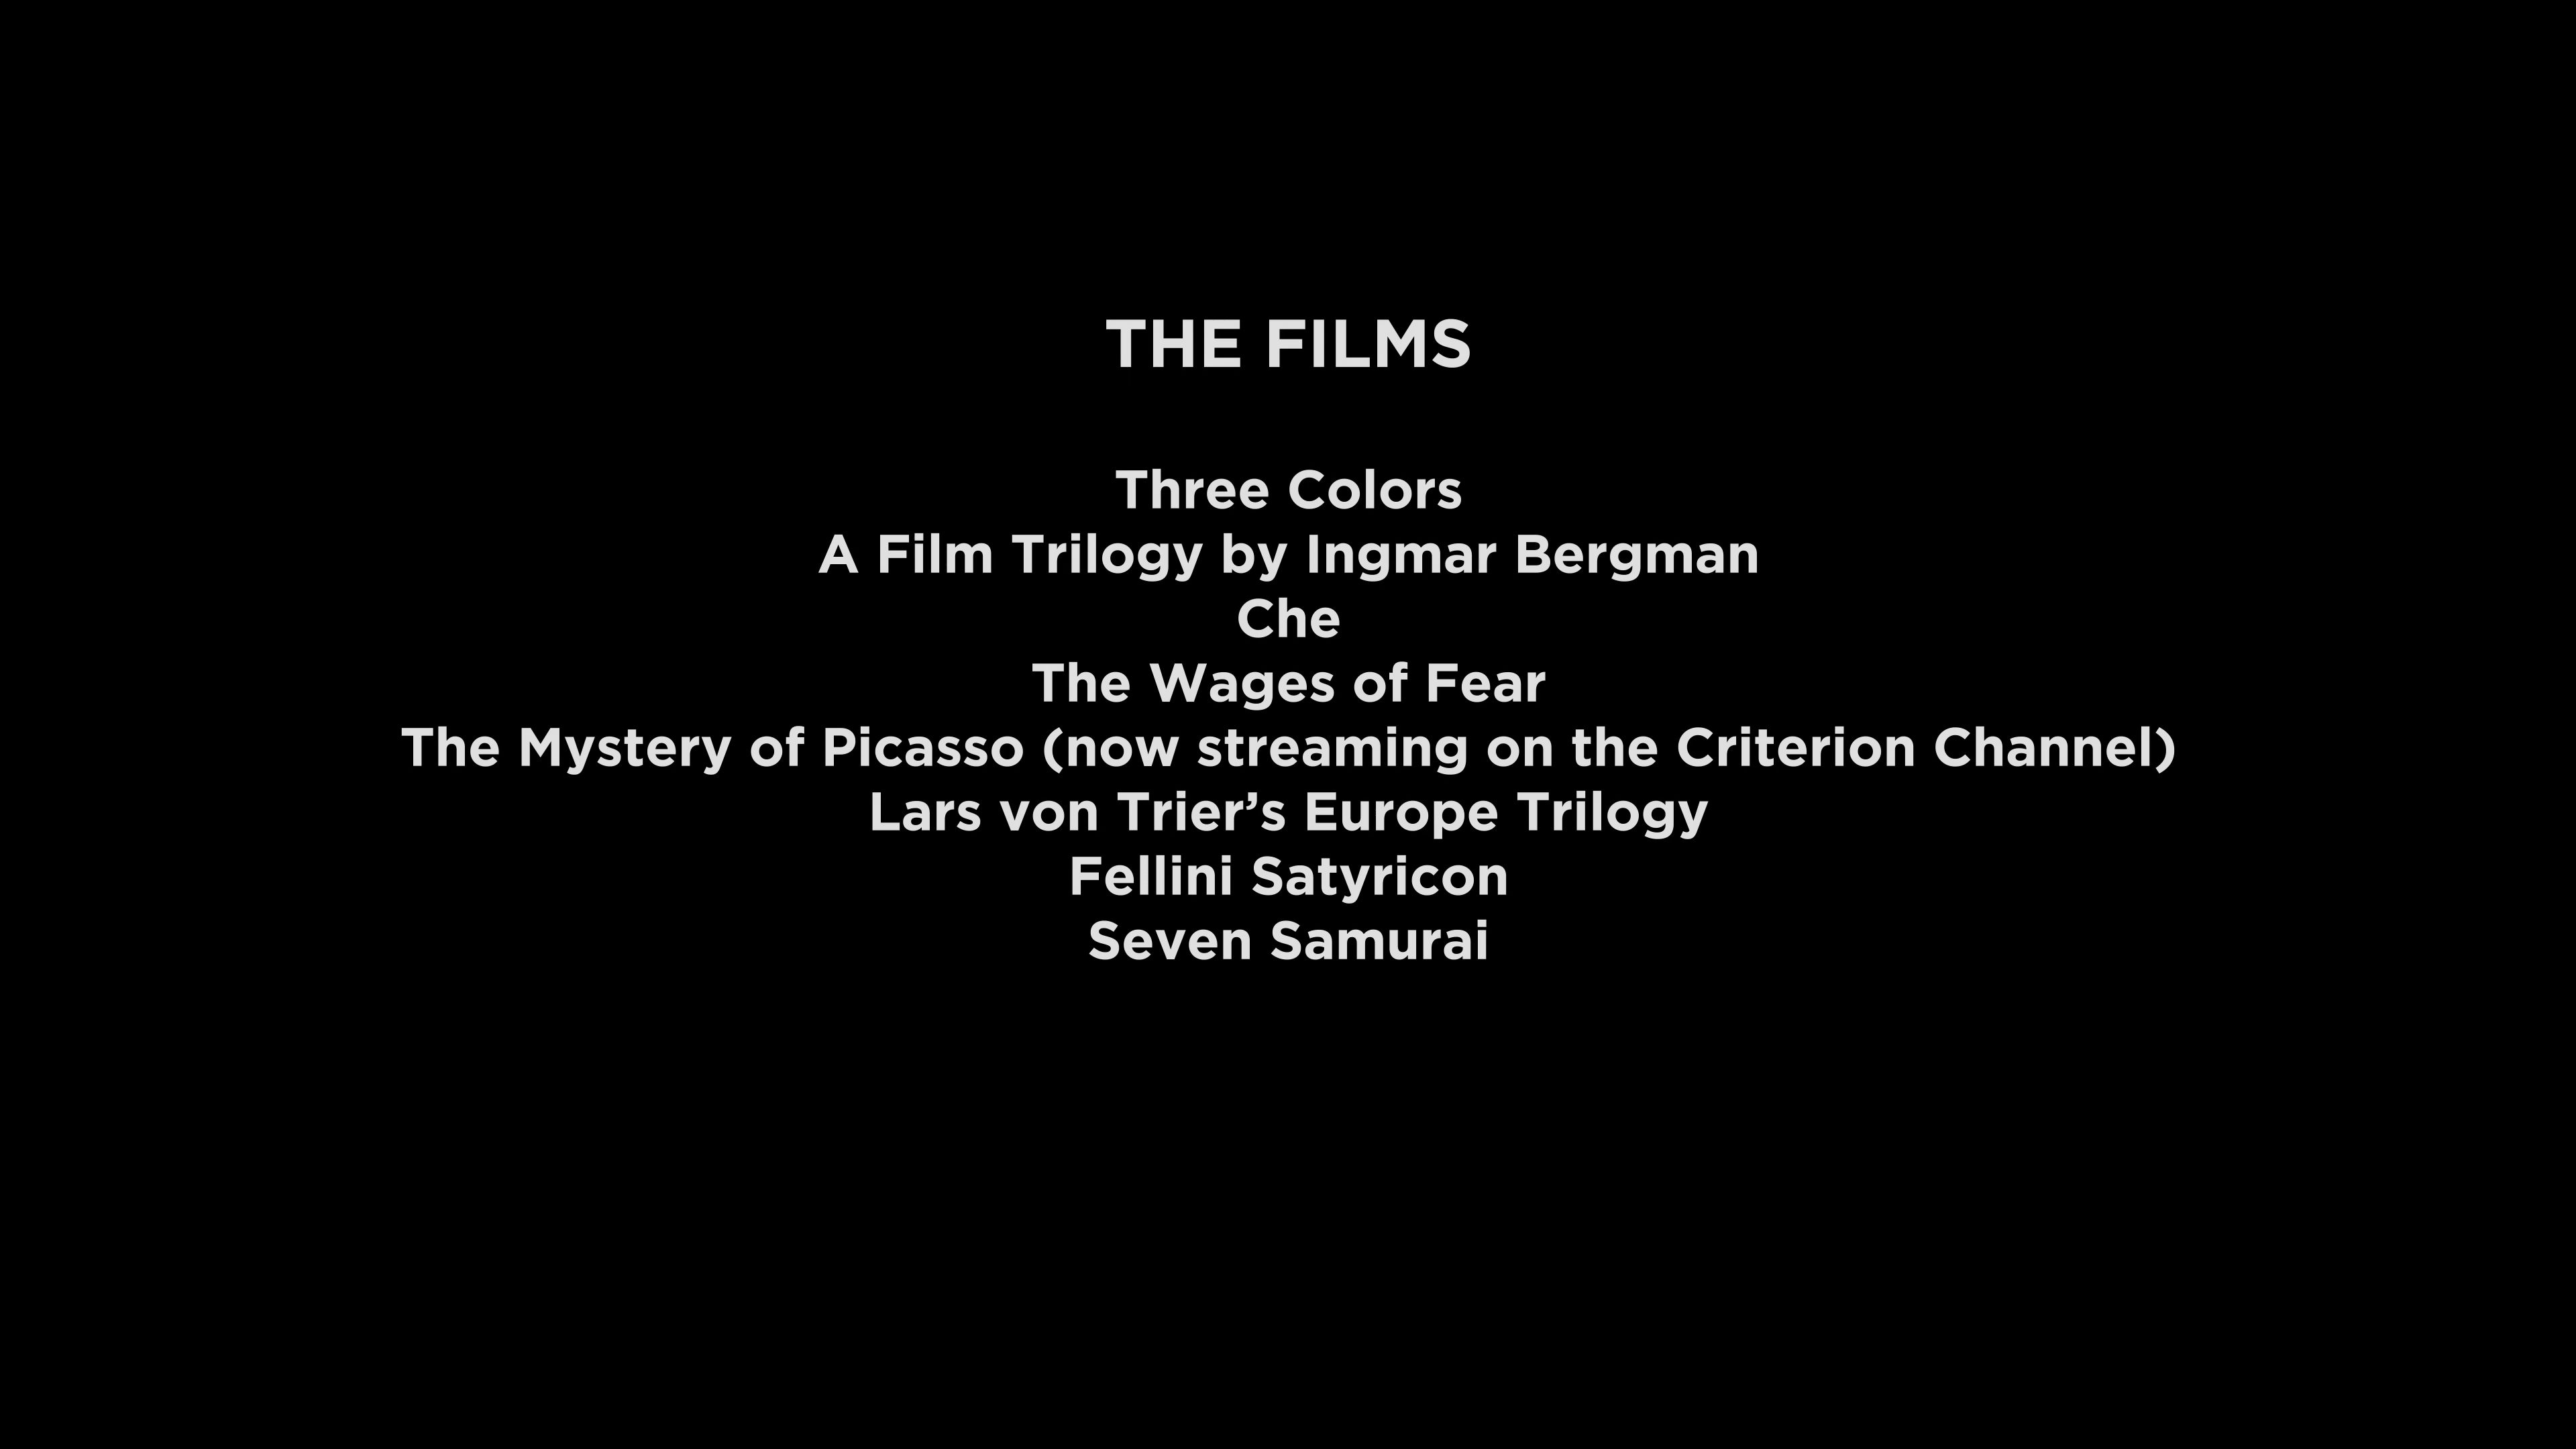 THE FILMS
Three Colors
A Film Trilogy by Ingmar Bergman
Che
The Wages of Fear
The Mystery of Picasso (now streaming on the Criterion Channel)
Lars von Trier’s Europe Trilogy
Fellini Satyricon
Seven Samurai